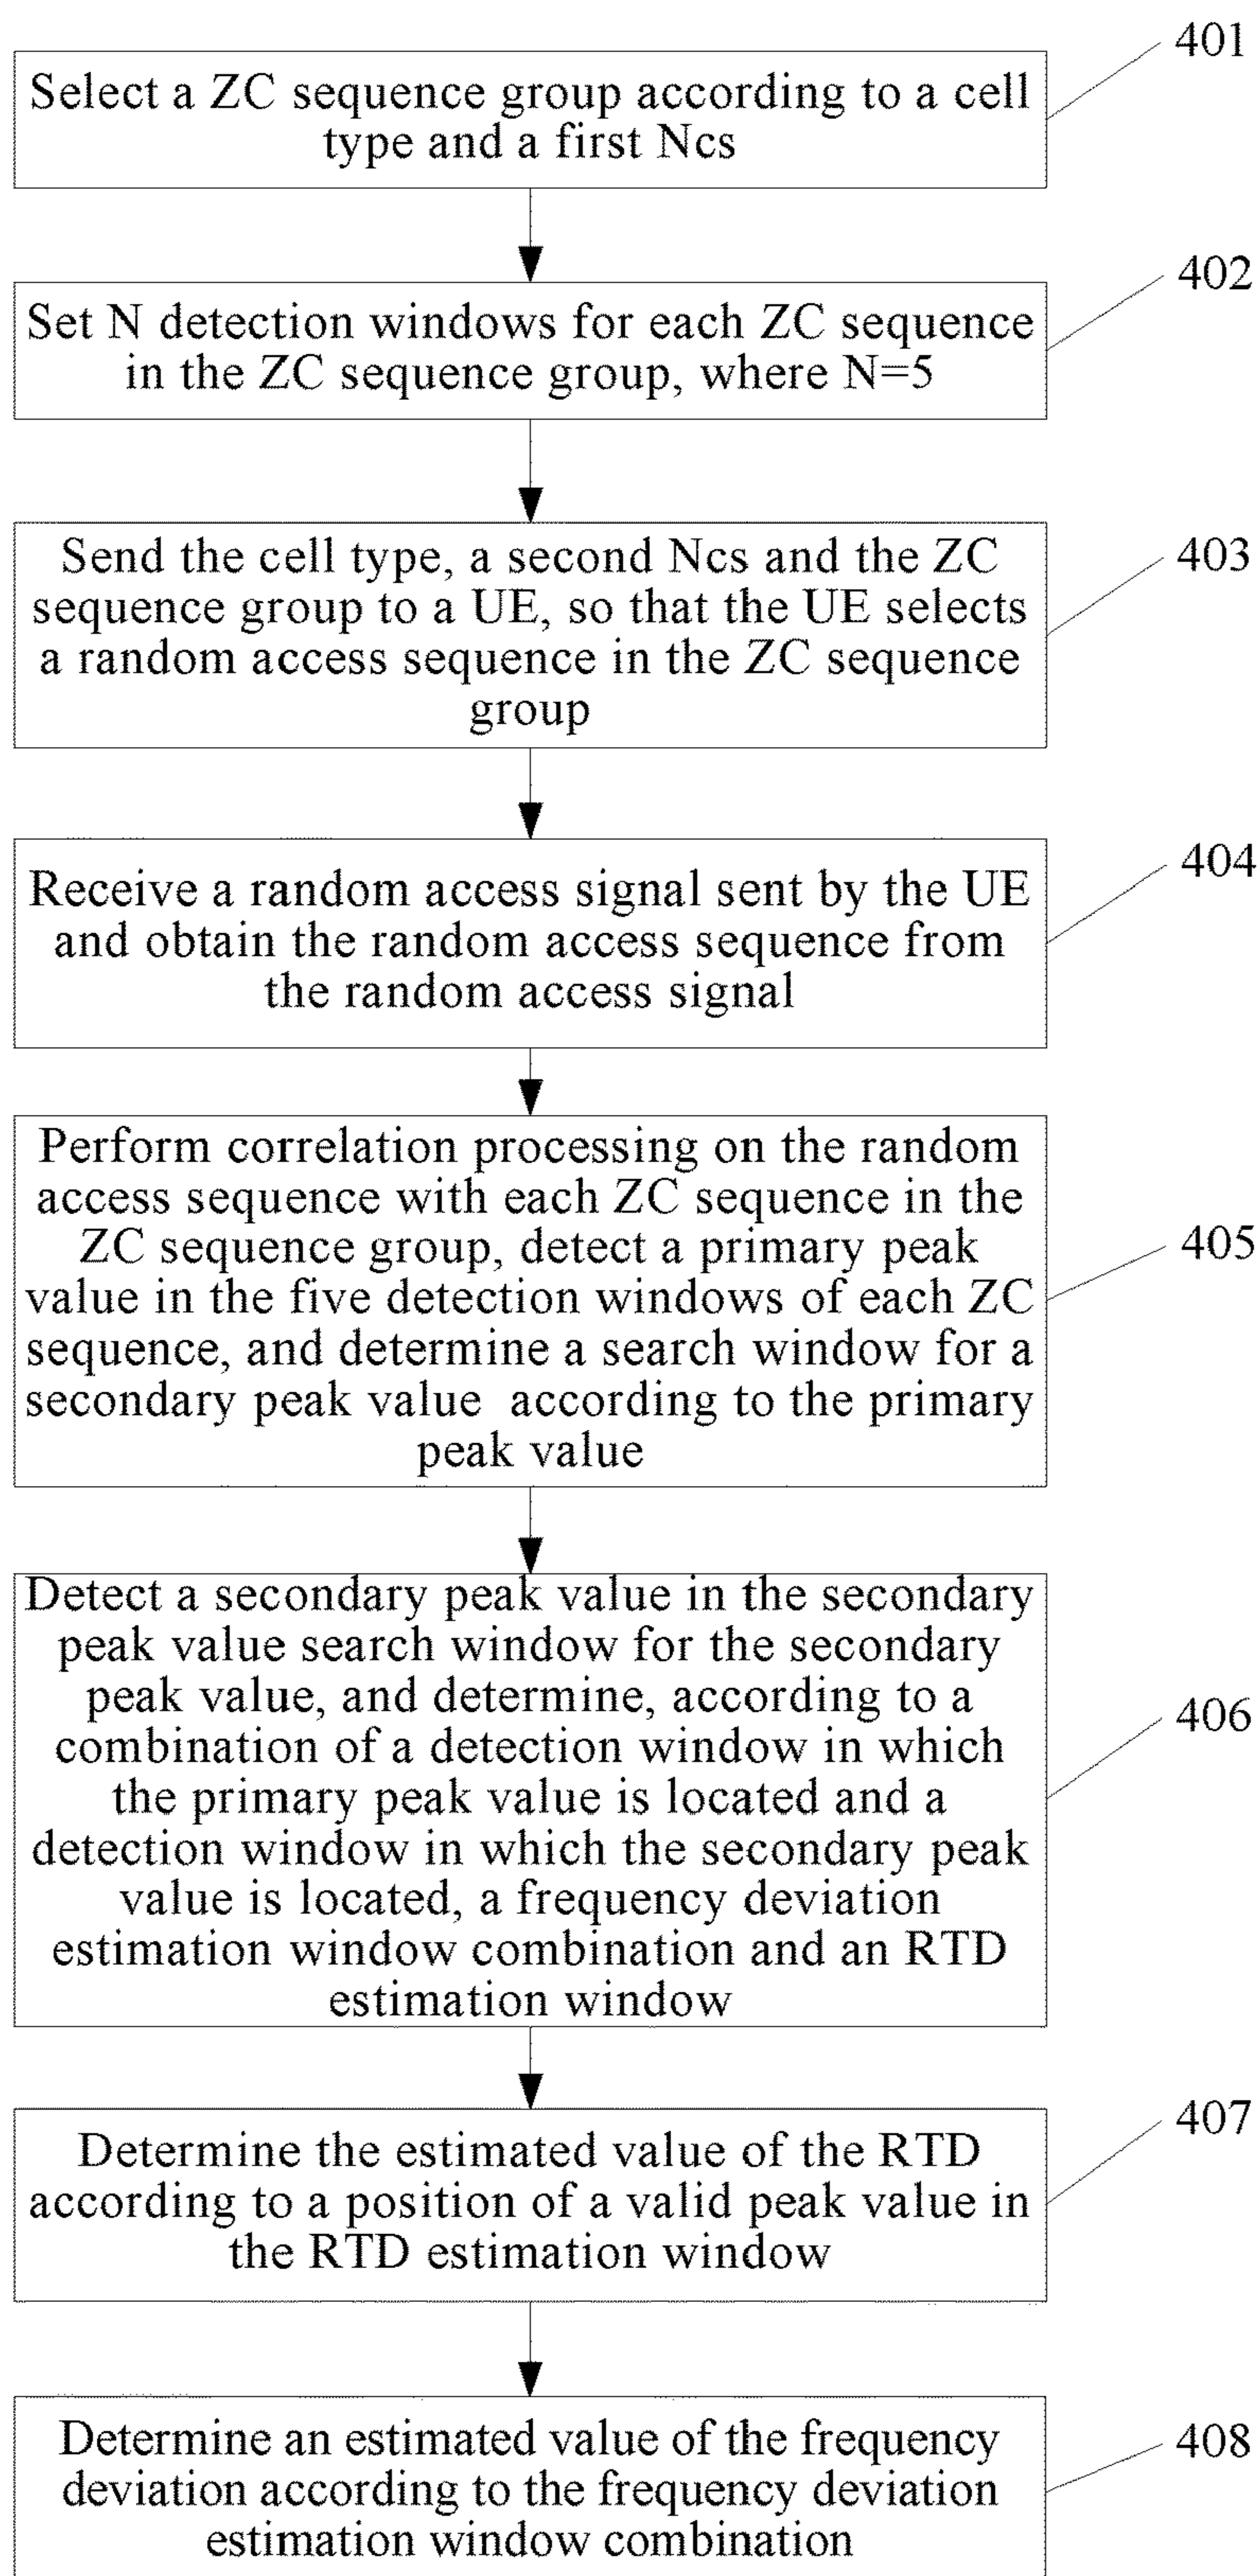 401
Select a ZC sequence group according to a cell
type and a first Ncs
402
Set N detection windows for each ZC sequence
in the ZC sequence group, where N=5
403
Send the cell type, a second Ncs and the ZC
sequence group to a UE, so that the UE selects
a random access sequence in the ZC sequence
group
404
Receive a random access signal sent by the UE
and obtain the random access sequence from
the random access signal
Perform correlation processing on the random
access sequence with each ZC sequence in the
ZC sequence group, detect a primary peak
405
value in the five detection windows of each ZC
sequence, and determine a search window for a
secondary peak value according to the primary
peak value
Detect a secondary peak value in the secondary
peak value search window for the secondary
peak value, and determine, according to a
406
combination of a detection window in which
the primary peak value is located and a
detection window in which the secondary peak
value is located, a frequency deviation
estimation window combination and an RTD
estimation window
407
Determine the estimated value of the RTD
according to a position of a valid peak value in
the RTD estimation window
408
Determine an estimated value of the frequency
deviation according to the frequency deviation
estimation window combination